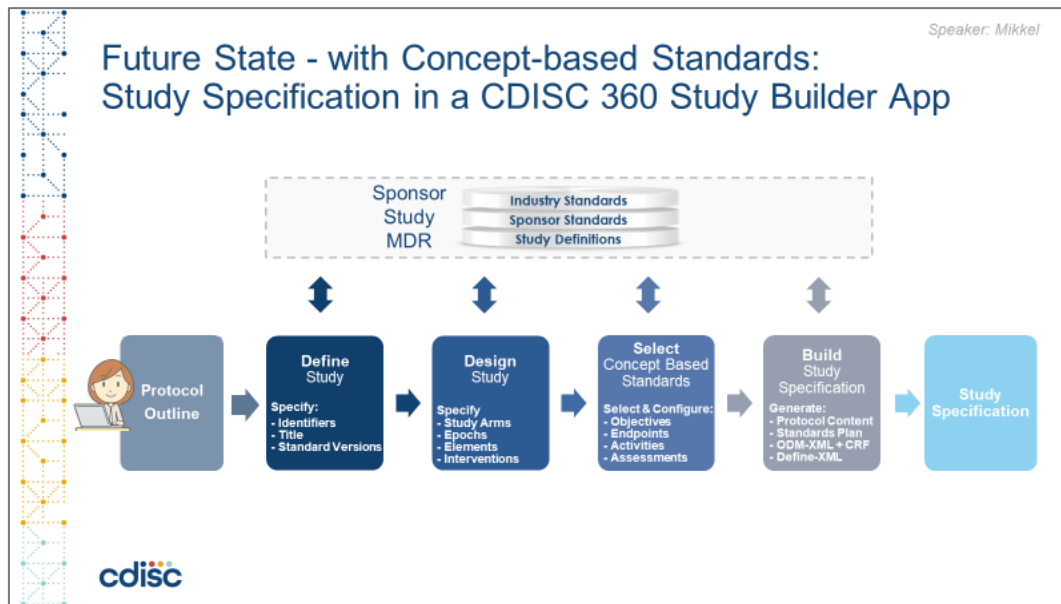 Speaker: Mikkel
Future State - with Concept-based Standards:
Study Specification in a CDISC 360 Study Builder App
Sponsor
Study
MDR
Industry Standards
Sponsor Standards
Study Definitions
Protocol
Outline
Define
Study
Specify:
- Identifiers
- Title
- Standard Versions
Design
Study
Specify
- Study Arms
- Epochs
- Elements
- Interventions
Select
Concept Based
Standards
Select & Configure:
- Objectives
- Endpoints
- Activities
- Assessments
Build
Study
Specification
Generate:
- Protocol Content
- Standards Plan
- ODM-XML + CRF
- Define-XML
Study
Specification
cdisc